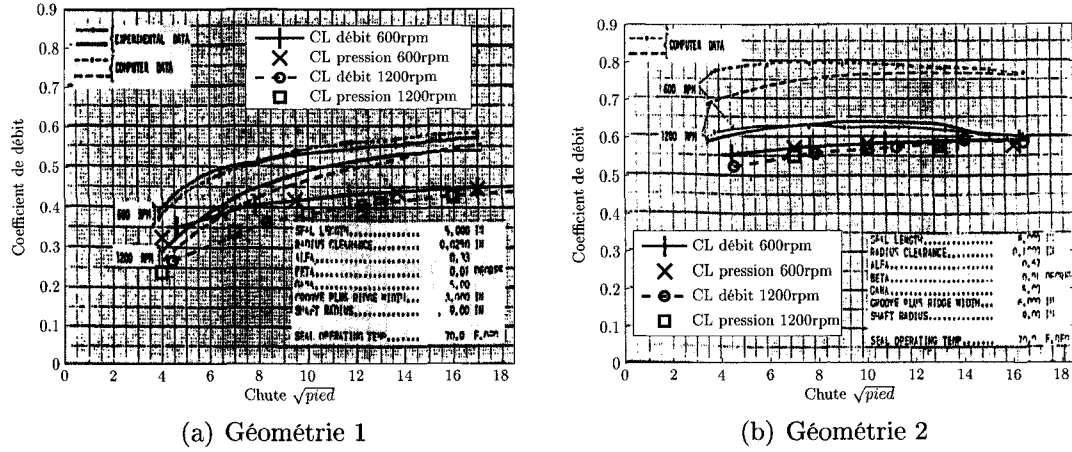 0.9
0.8
0.7
0.6
0.5
0.4
0.3
0.2
0.1
0
Coefficient de débit
EXPERIMENTAL DATA
COMPUTER DATA
CL débit 600rpm
CL pression 600rpm
CL débit 1200rpm
CL pression 1200rpm
600 RPM
1200 RPM
SEAL LENGTH
RADIUS CLEARANCE
ALFA
BETA
GROOVE PLUS RIDGE WIDTH
SHAFT RADIUS
SEAL OPERATING TEMP
0 2 4 6 8 10 12 14 16 18
Chute √pied
(a) Géométrie 1
0.9
0.8
0.7
0.6
0.5
0.4
0.3
0.2
0.1
0
Coefficient de débit
COMPUTER DATA
600 RPM
1200 RPM
CL débit 600rpm
CL pression 600rpm
CL débit 1200rpm
CL pression 1200rpm
SEAL LENGTH
RADIUS CLEARANCE
ALFA
BETA
GROOVE PLUS RIDGE WIDTH
SHAFT RADIUS
SEAL OPERATING TEMP
0 2 4 6 8 10 12 14 16 18
Chute √pied
(b) Géométrie 2